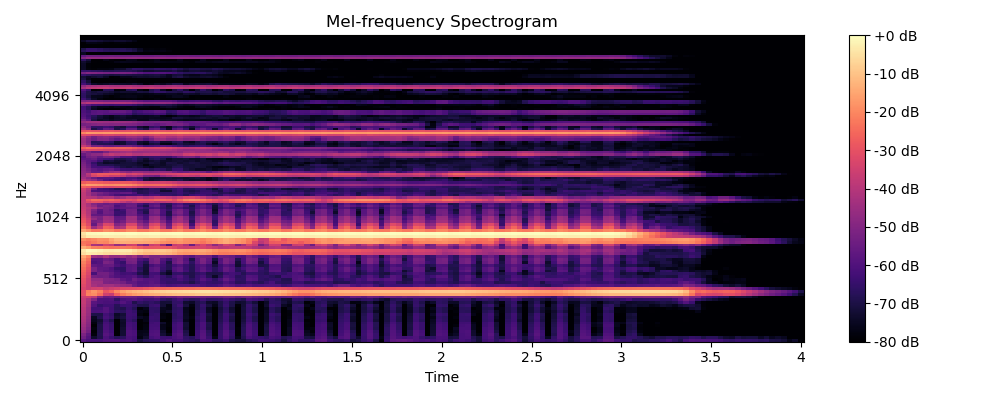 Mel-frequency Spectrogram
Hz
4096
2048
1024
512
0
0
0.5
1
1.5
2
2.5
3
3.5
4
Time
+0 dB
-10 dB
-20 dB
-30 dB
-40 dB
-50 dB
-60 dB
-70 dB
-80 dB